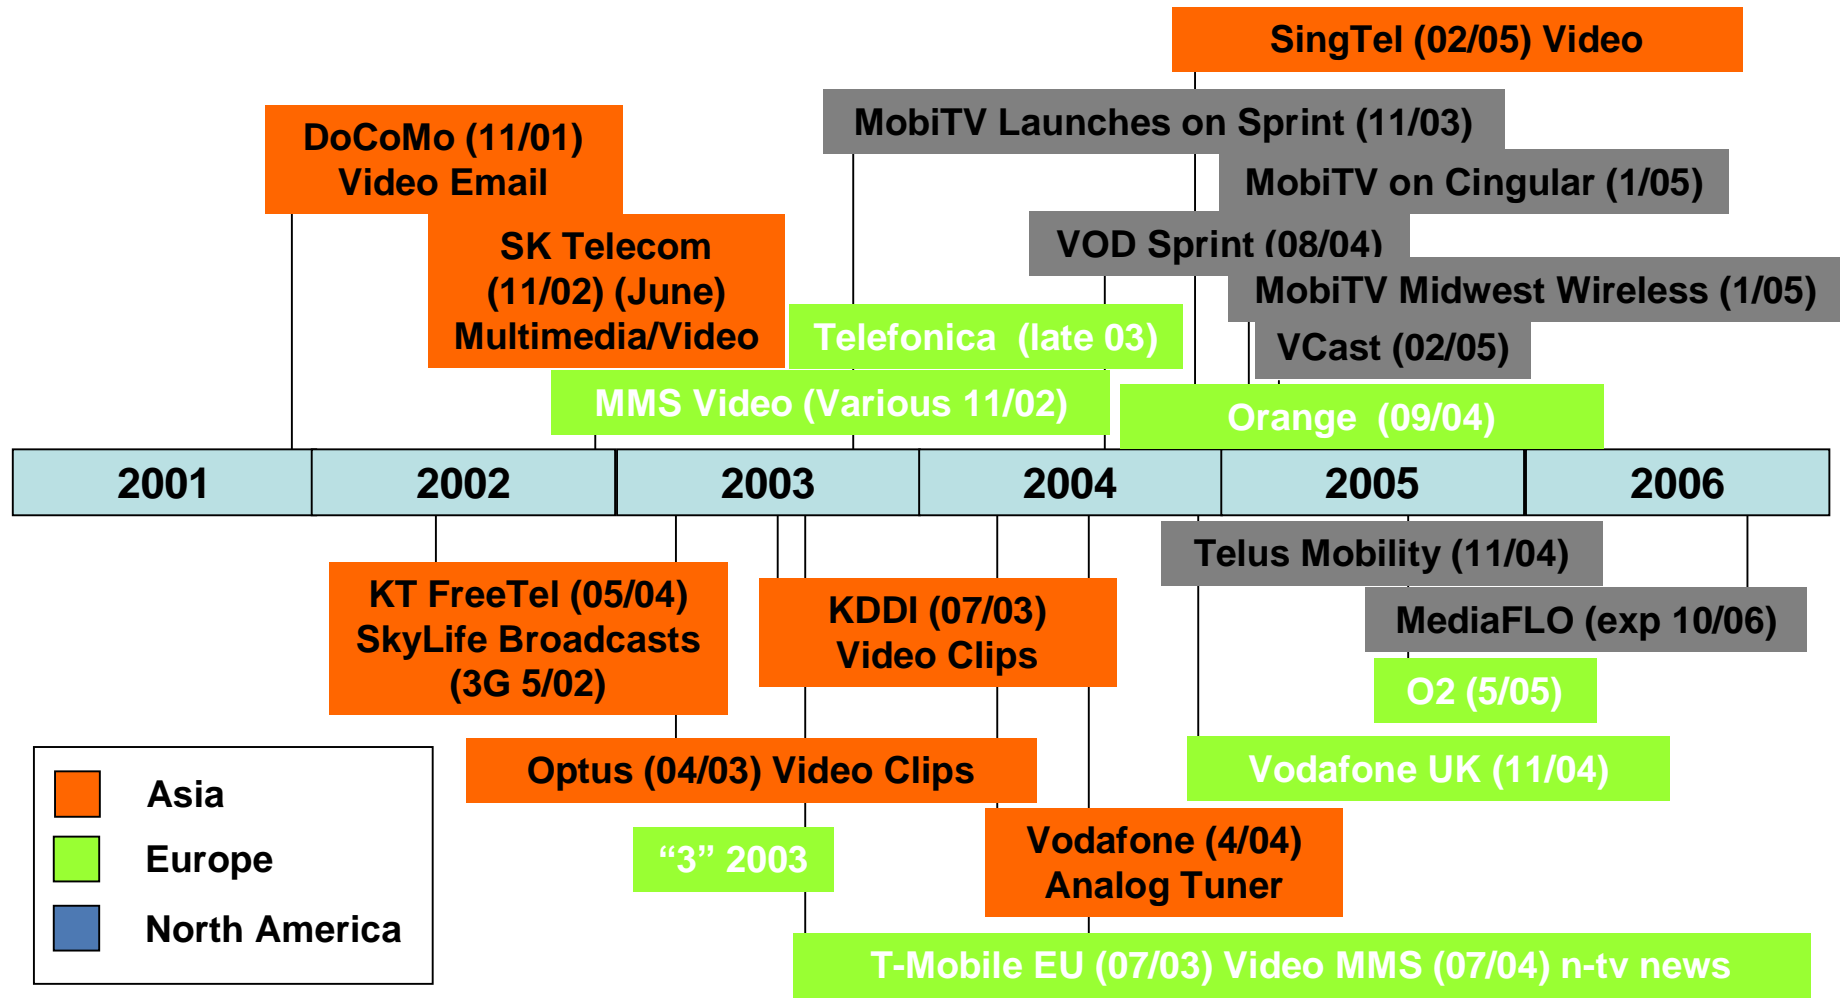 SingTel (02/05) Video
MobiTV Launches on Sprint (11/03)
DoCoMo (11/01)
Video Email
MobiTV on Cingular (1/05)
SK Telecom
(11/02) (June)
Multimedia/Video
VOD Sprint (08/04)
MobiTV Midwest Wireless (1/05)
Telefonica (late 03)
VCast (02/05)
MMS Video (Various 11/02)
Orange (09/04)
2001
2002
2003
2004
2005
2006
Telus Mobility (11/04)
KT FreeTel (05/04)
SkyLife Broadcasts
(3G 5/02)
KDDI (07/03)
Video Clips
MediaFLO (exp 10/06)
O2 (5/05)
Optus (04/03) Video Clips
Vodafone UK (11/04)
“3” 2003
Vodafone (4/04)
Analog Tuner
T-Mobile EU (07/03) Video MMS (07/04) n-tv news
Asia
Europe
North America